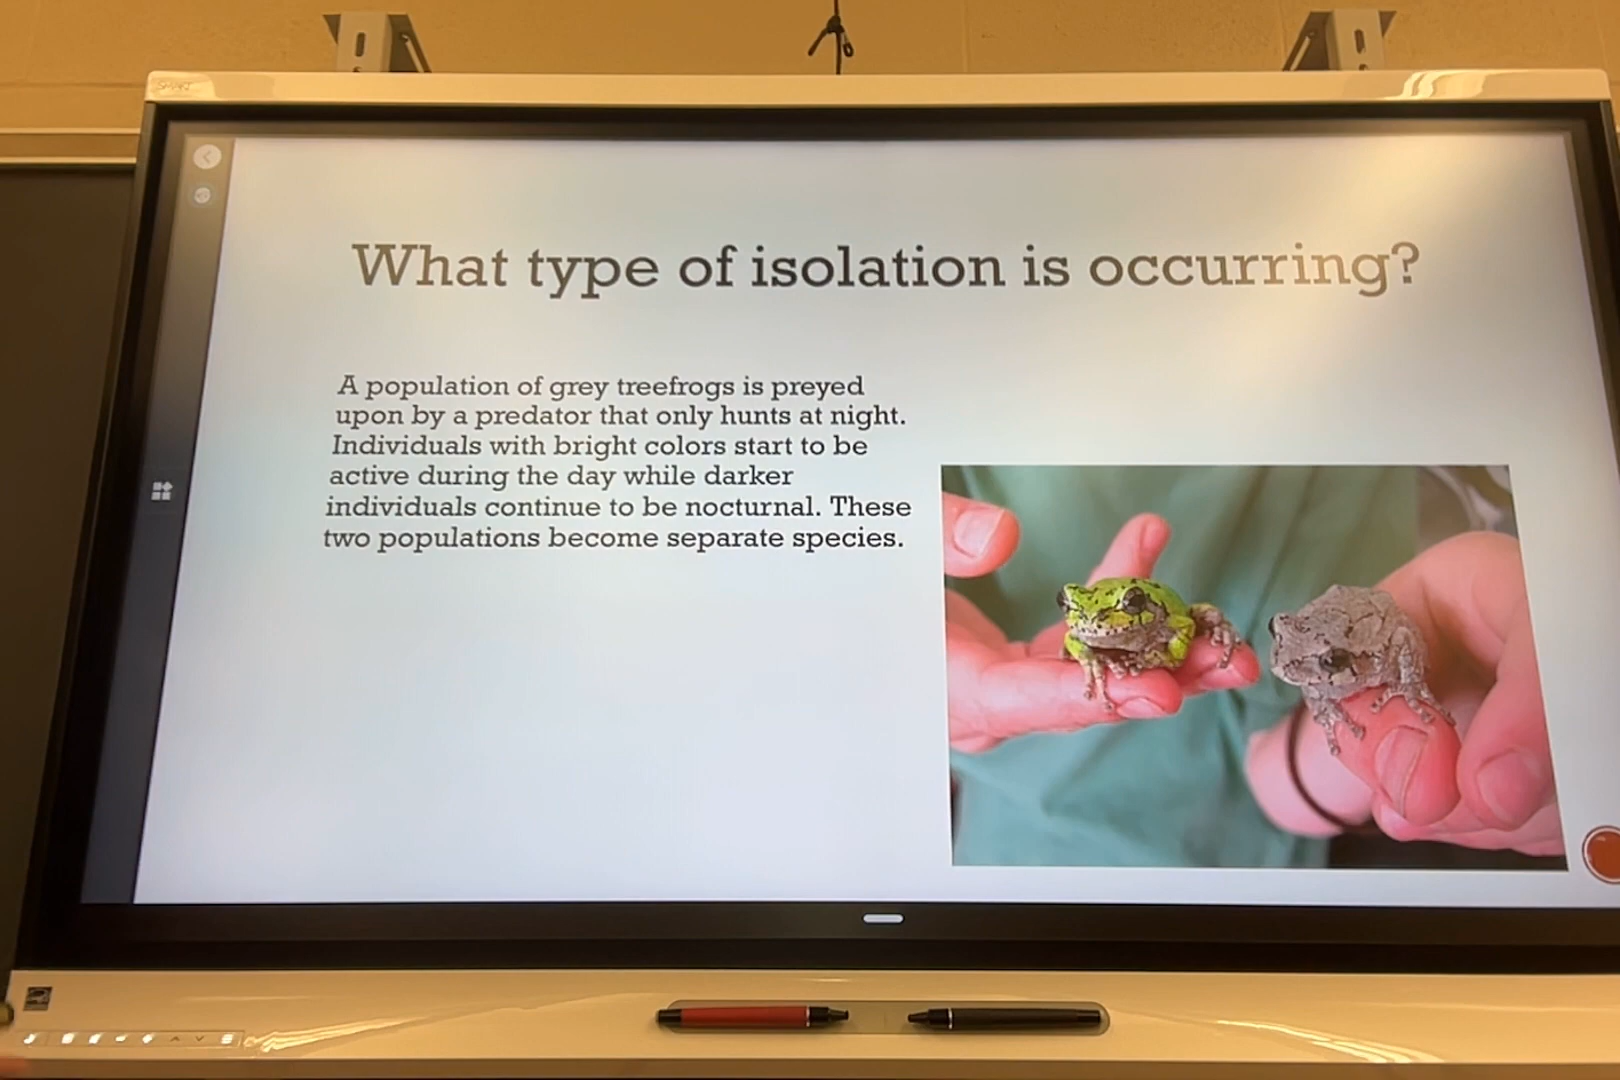 SMART
What type of isolation is occurring?
A population of grey treefrogs is preyed
upon by a predator that only hunts at night.
Individuals with bright colors start to be
active during the day while darker
individuals continue to be nocturnal. These
two populations become separate species.